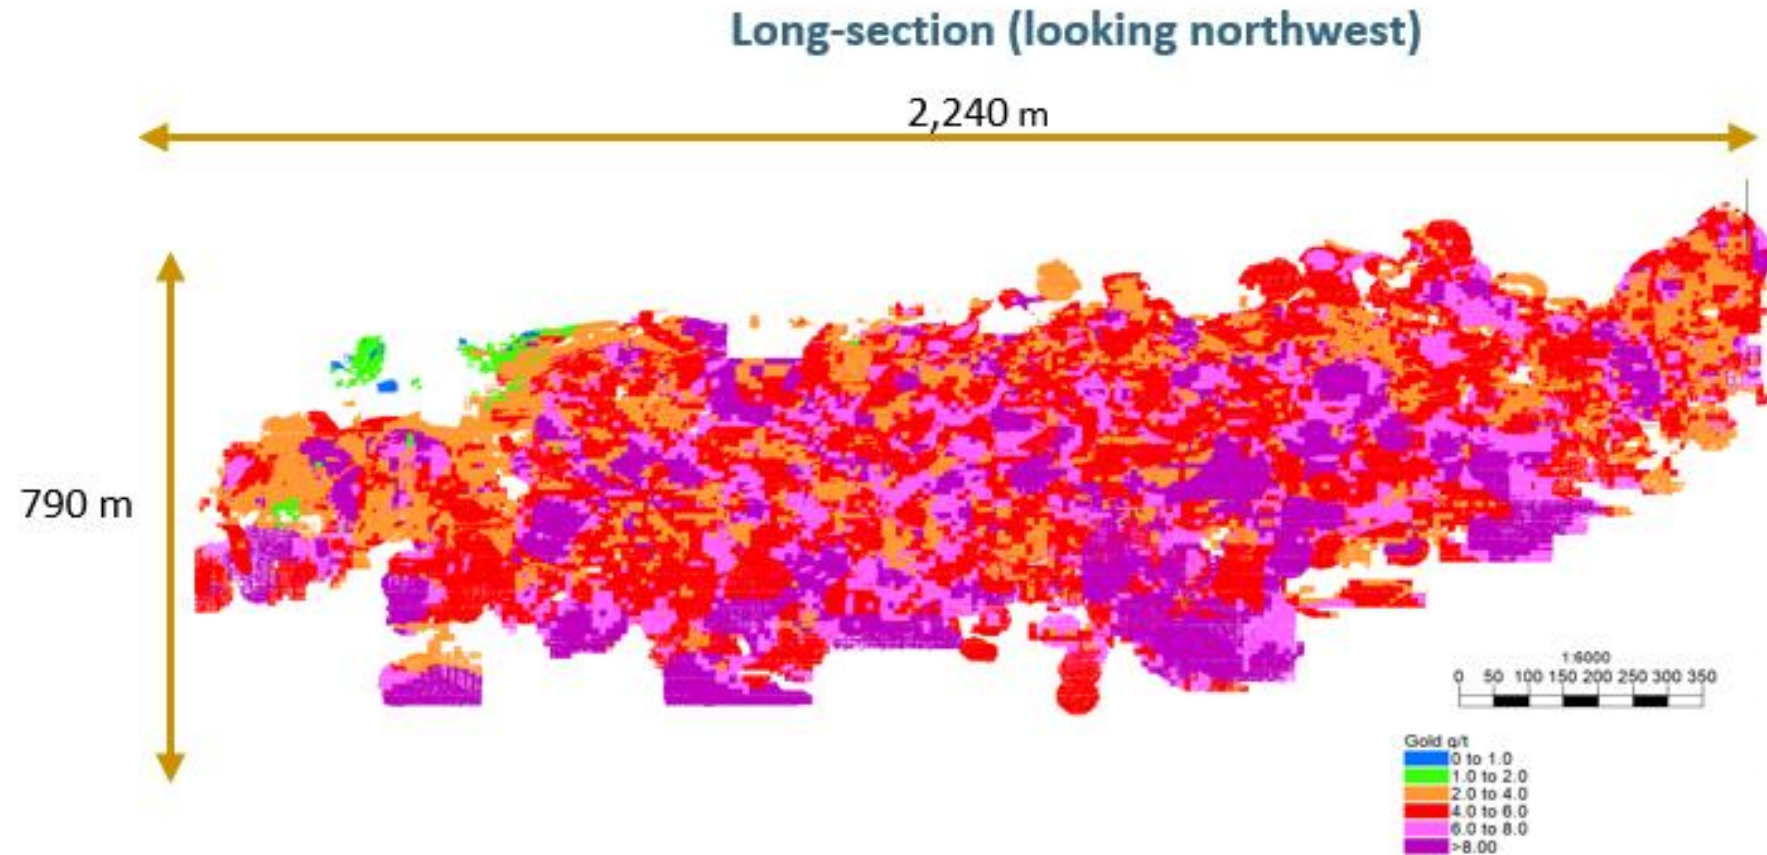 Long-section (looking northwest)
2,240 m
790 m
1:6000
0 50 100 150 200 250 300 350
Gold g/t
0 to 1.0
1.0 to 2.0
2.0 to 4.0
4.0 to 6.0
6.0 to 8.0
>8.00